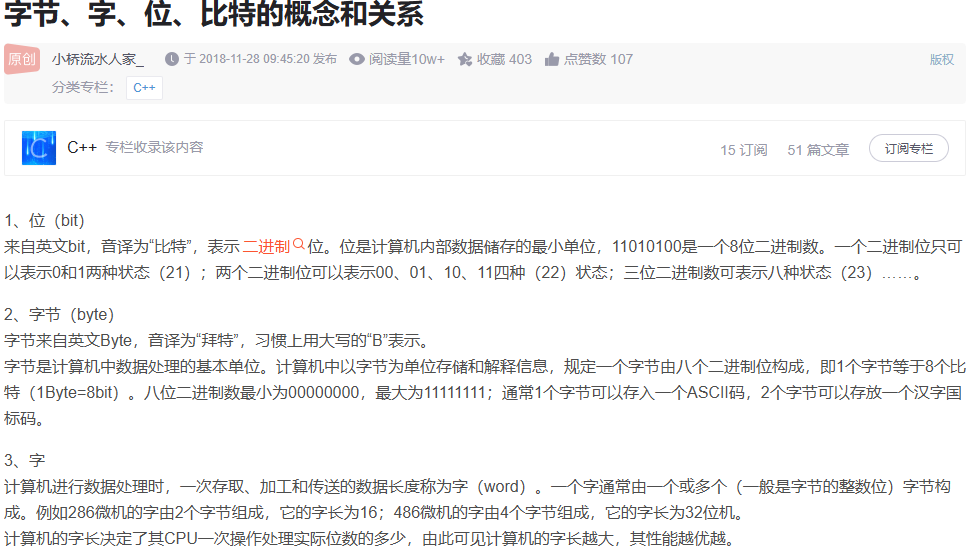 字节、字、位、比特的概念和关系
原创 小桥流水人家_ 于 2018-11-28 09:45:20 发布 阅读量10w+ 收藏 403 点赞数 107 版权
分类专栏： C++
C++ 专栏收录该内容 15 订阅 51 篇文章 订阅专栏
1、位（bit）
来自英文bit，音译为“比特”，表示 二进制 位。位是计算机内部数据储存的最小单位，11010100是一个8位二进制数。一个二进制位只可
以表示0和1两种状态（21）；两个二进制位可以表示00、01、10、11四种（22）状态；三位二进制数可表示八种状态（23）……。
2、字节（byte）
字节来自英文Byte，音译为“拜特”，习惯上用大写的“B”表示。
字节是计算机中数据处理的基本单位。计算机中以字节为单位存储和解释信息，规定一个字节由八个二进制位构成，即1个字节等于8个比
特（1Byte=8bit）。八位二进制数最小为00000000，最大为11111111；通常1个字节可以存入一个ASCII码，2个字节可以存放一个汉字国
标码。
3、字
计算机进行数据处理时，一次存取、加工和传送的数据长度称为字（word）。一个字通常由一个或多个（一般是字节的整数位）字节构
成。例如286微机的字由2个字节组成，它的字长为16；486微机的字由4个字节组成，它的字长为32位机。
计算机的字长决定了其CPU一次操作处理实际位数的多少，由此可见计算机的字长越大，其性能越优越。